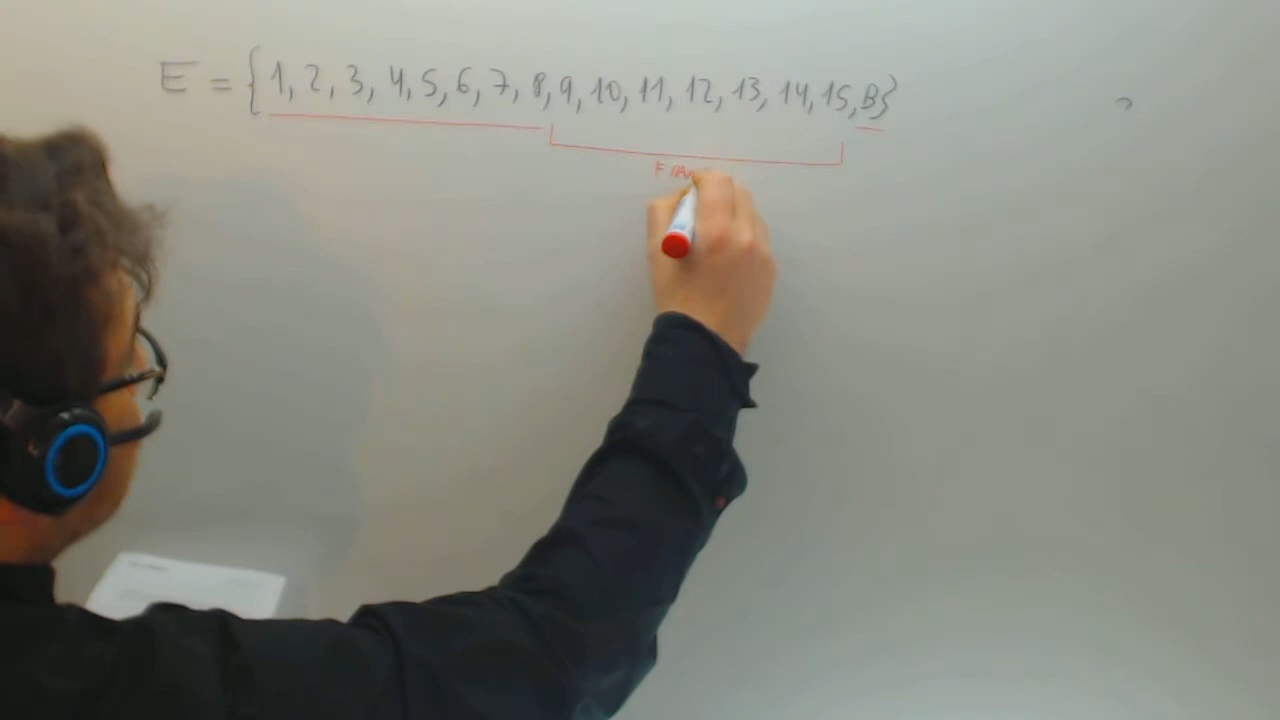 E = {1, 2, 3, 4, 5, 6, 7, 8, 9, 10, 11, 12, 13, 14, 15, B}